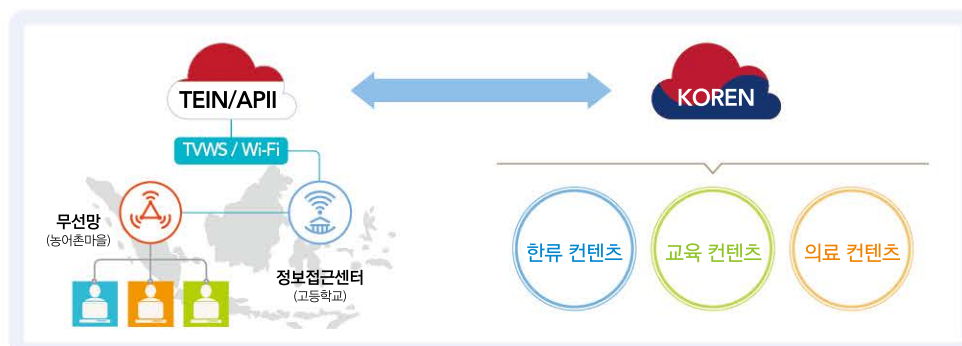 TEIN/APII
KOREN
TVWS / Wi-Fi
무선망
(농어촌마을)
정보접근센터
(고등학교)
한류 컨텐츠
교육 컨텐츠
의료 컨텐츠